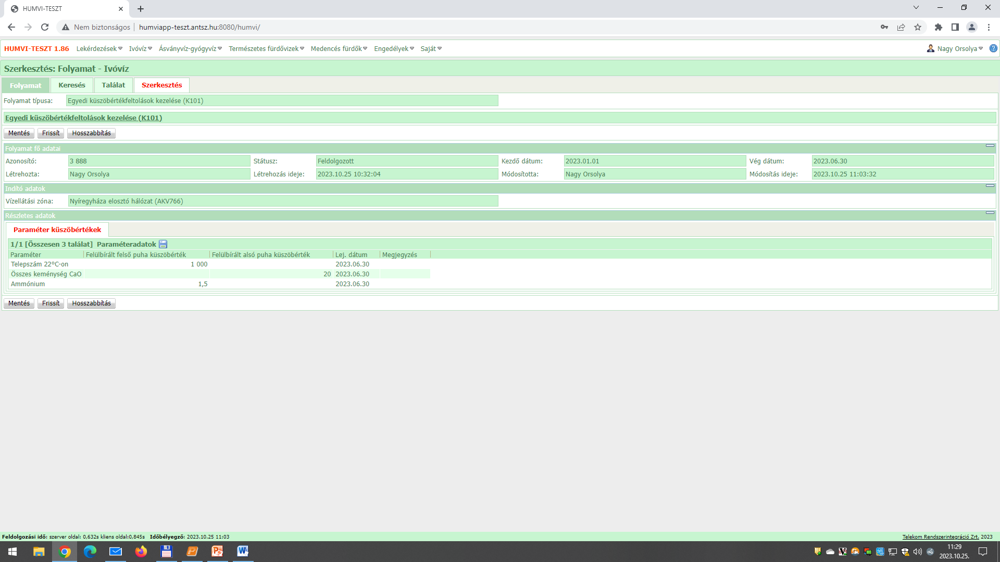 HUMVI-TESZT
Nem biztonságos humviapp-teszt.antsz.hu:8080/humvi/
HUMVI-TESZT 1.86 Lekérdezések Ivóvíz Ásványvíz-gyógyvíz Természetes fürdővizek Medencés fürdők Engedélyek Saját Nagy Orsolya
Szerkesztés: Folyamat - Ivóvíz
Folyamat Keresés Találat Szerkesztés
Folyamat típusa: Egyedi küszöbértékfeltolások kezelése (K101)
Egyedi küszöbértékfeltolások kezelése (K101)
Mentés Frissít Hosszabbítás
Folyamat fő adatai
Azonosító: 3 888 Státusz: Feldolgozott Kezdő dátum: 2023.01.01 Vég dátum: 2023.06.30
Létrehozta: Nagy Orsolya Létrehozás ideje: 2023.10.25 10:32:04 Módosította: Nagy Orsolya Módosítás ideje: 2023.10.25 11:03:32
Indító adatok
Vízellátási zóna: Nyíregyháza elosztó hálózat (AKV766)
Részletes adatok
Paraméter küszöbértékek
1/1 [Összesen 3 találat] Paraméteradatok
Paraméter Felülbírált felső puha küszöbérték Felülbírált alsó puha küszöbérték Lej. dátum Megjegyzés
Telepszám 22°C-on 1 000 2023.06.30
Összes keménység CaO 20 2023.06.30
Ammónium 1,5 2023.06.30
Mentés Frissít Hosszabbítás
Feldolgozási idő: szerver oldal: 0,632s kliens oldal:0,845s Időbélyegző: 2023.10.25 11:03 Telekom Rendszerintegráció Zrt. 2023
11:29
2023.10.25.